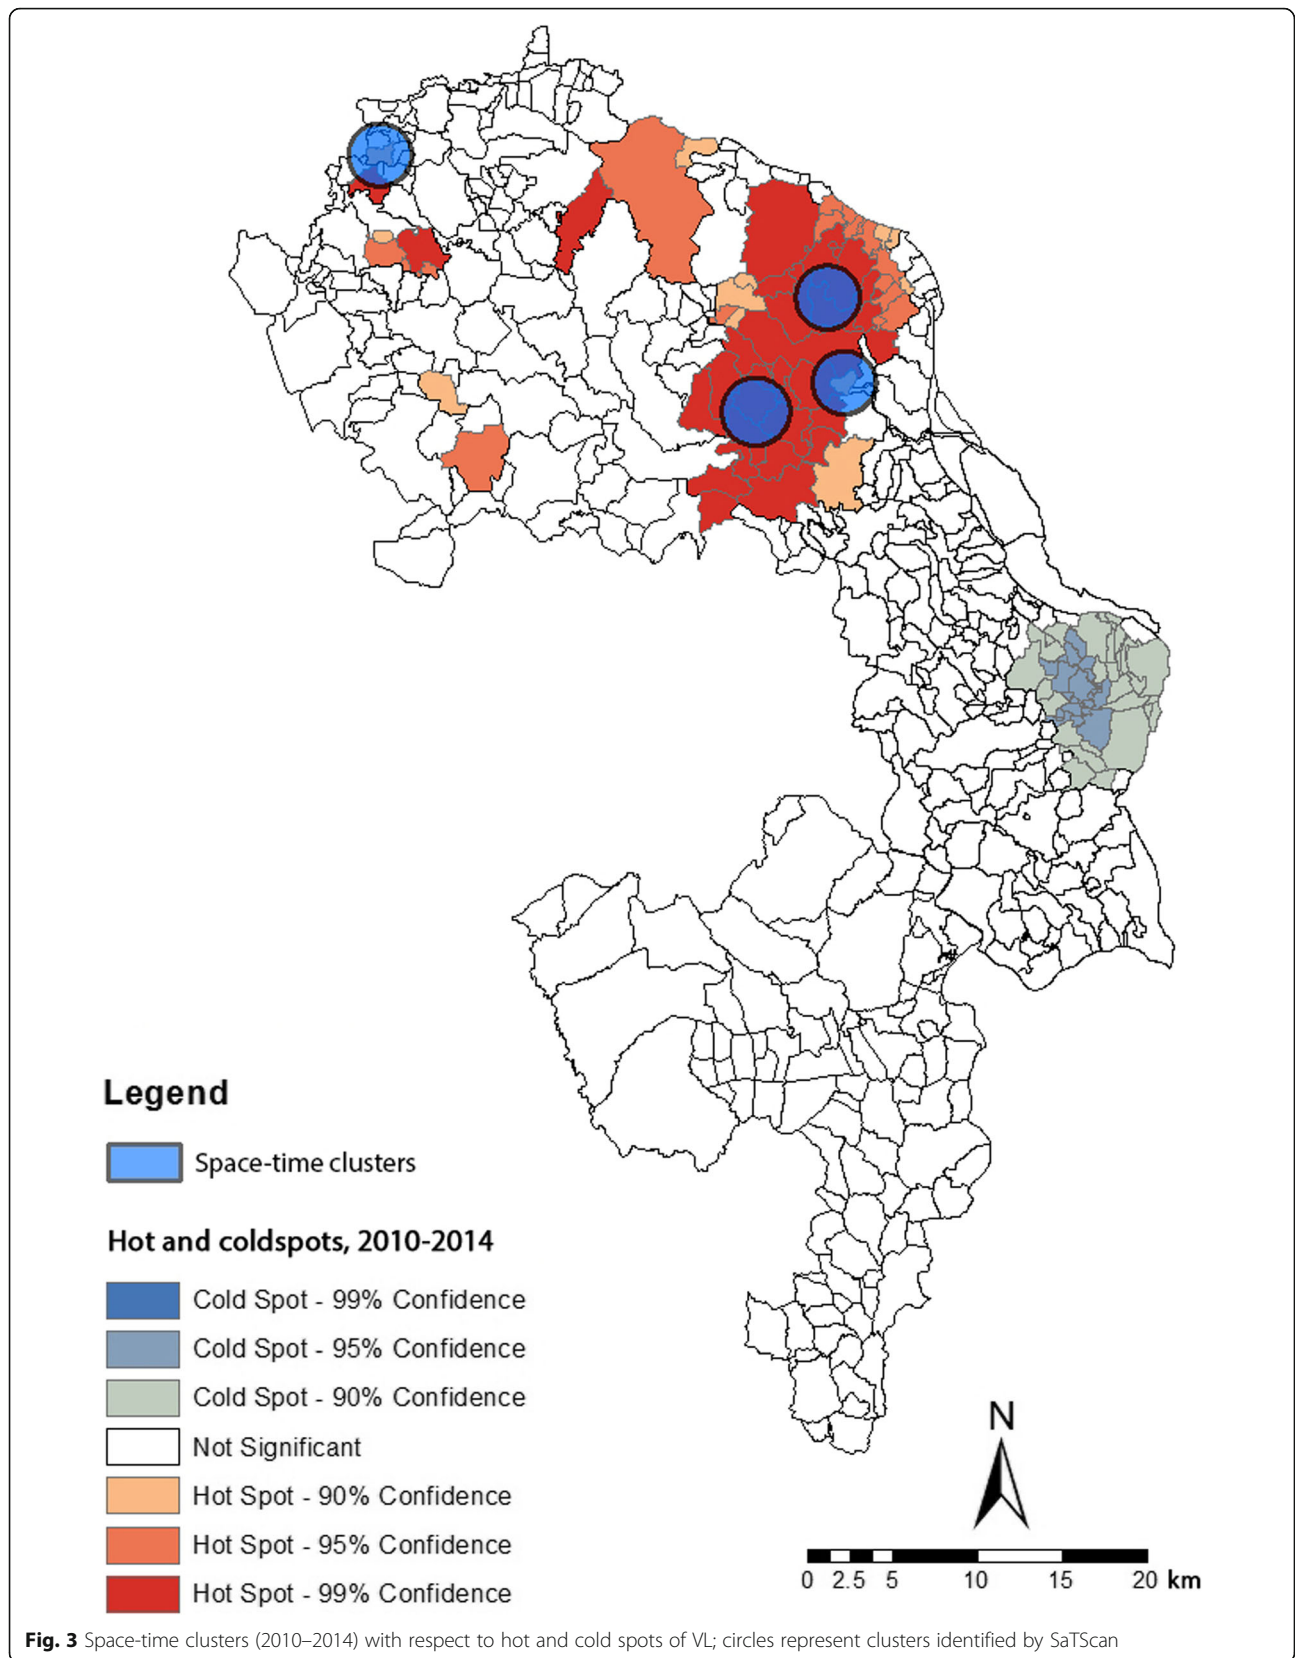 Legend
Space-time clusters
Hot and coldspots, 2010-2014
Cold Spot - 99% Confidence
Cold Spot - 95% Confidence
Cold Spot - 90% Confidence
Not Significant
Hot Spot - 90% Confidence
Hot Spot - 95% Confidence
Hot Spot - 99% Confidence
N
0 2.5 5 10 15 20 km
Fig. 3 Space-time clusters (2010–2014) with respect to hot and cold spots of VL; circles represent clusters identified by SaTScan